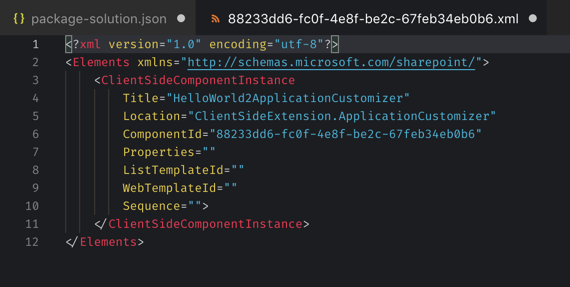 {} package-solution.json 88233dd6-fc0f-4e8f-be2c-67feb34eb0b6.xml
1 <?xml version="1.0" encoding="utf-8"?>
2 <Elements xmlns="http://schemas.microsoft.com/sharepoint/">
3 <ClientSideComponentInstance
4 Title="HelloWorld2ApplicationCustomizer"
5 Location="ClientSideExtension.ApplicationCustomizer"
6 ComponentId="88233dd6-fc0f-4e8f-be2c-67feb34eb0b6"
7 Properties=""
8 ListTemplateId=""
9 WebTemplateId=""
10 Sequence="">
11 </ClientSideComponentInstance>
12 </Elements>